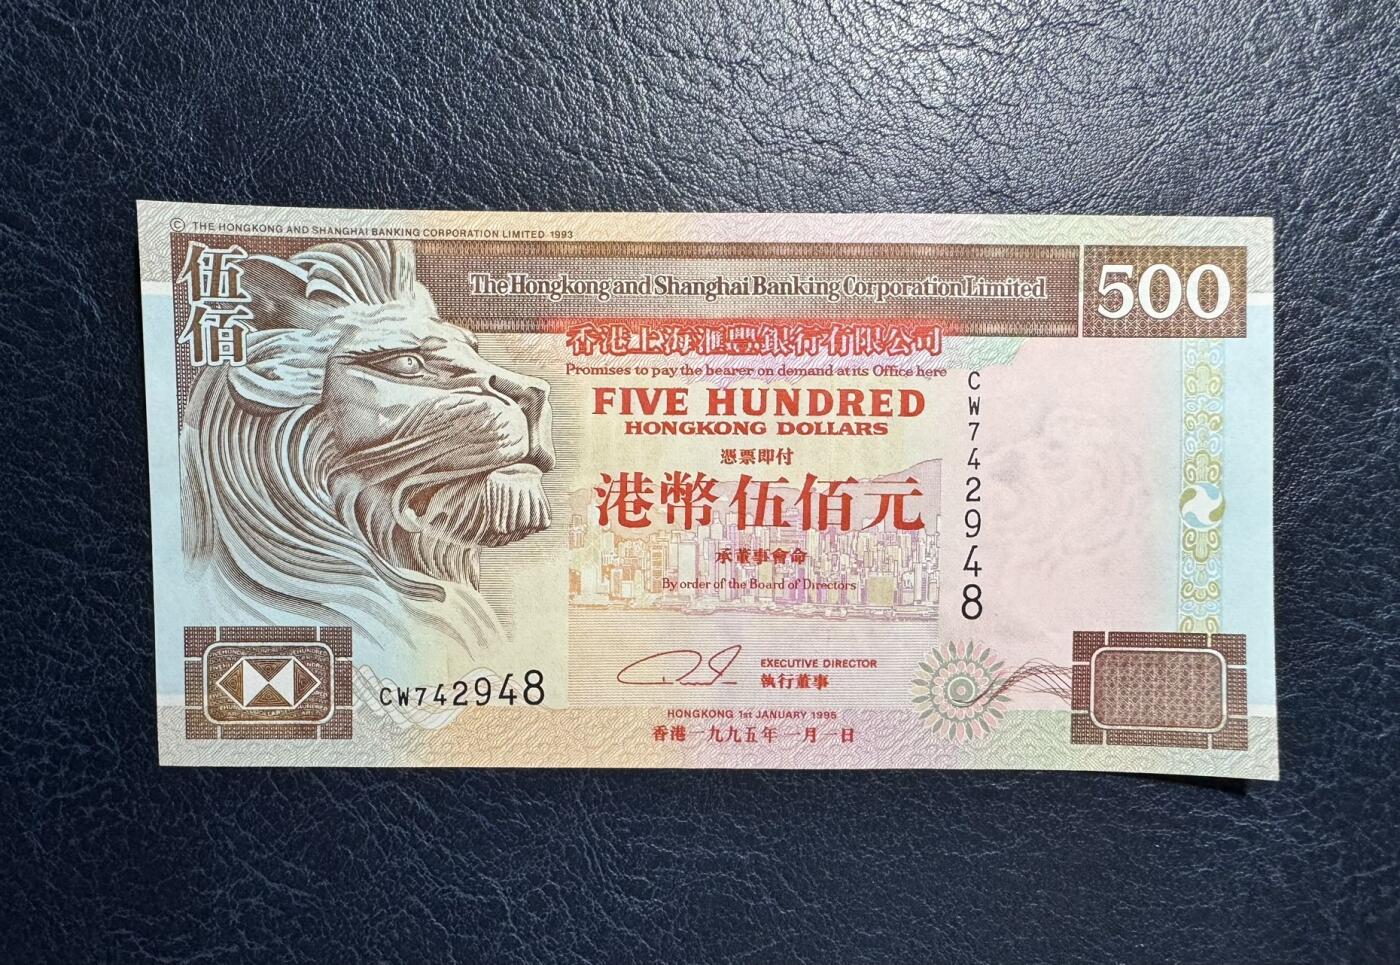 © THE HONGKONG AND SHANGHAI BANKING CORPORATION LIMITED 1993
伍佰
The Hongkong and Shanghai Banking Corporation Limited
500
香港上海滙豐銀行有限公司
Promises to pay the bearer on demand at its Office here
FIVE HUNDRED
HONGKONG DOLLARS
憑票即付
港幣伍佰元
承董事會命
By order of the Board of Directors
CW742948
CW742948
EXECUTIVE DIRECTOR
執行董事
HONGKONG 1st JANUARY 1995
香港一九九五年一月一日